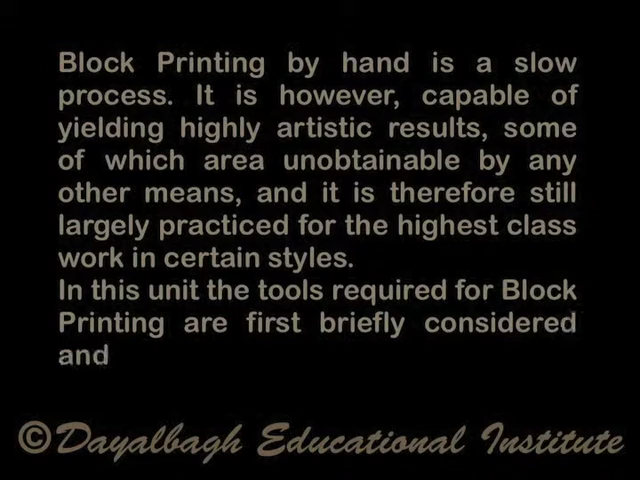 Block Printing by hand is a slow
process. It is however, capable of
yielding highly artistic results, some
of which area unobtainable by any
other means, and it is therefore still
largely practiced for the highest class
work in certain styles.
In this unit the tools required for Block
Printing are first briefly considered
and
©Dayalbagh Educational Institute